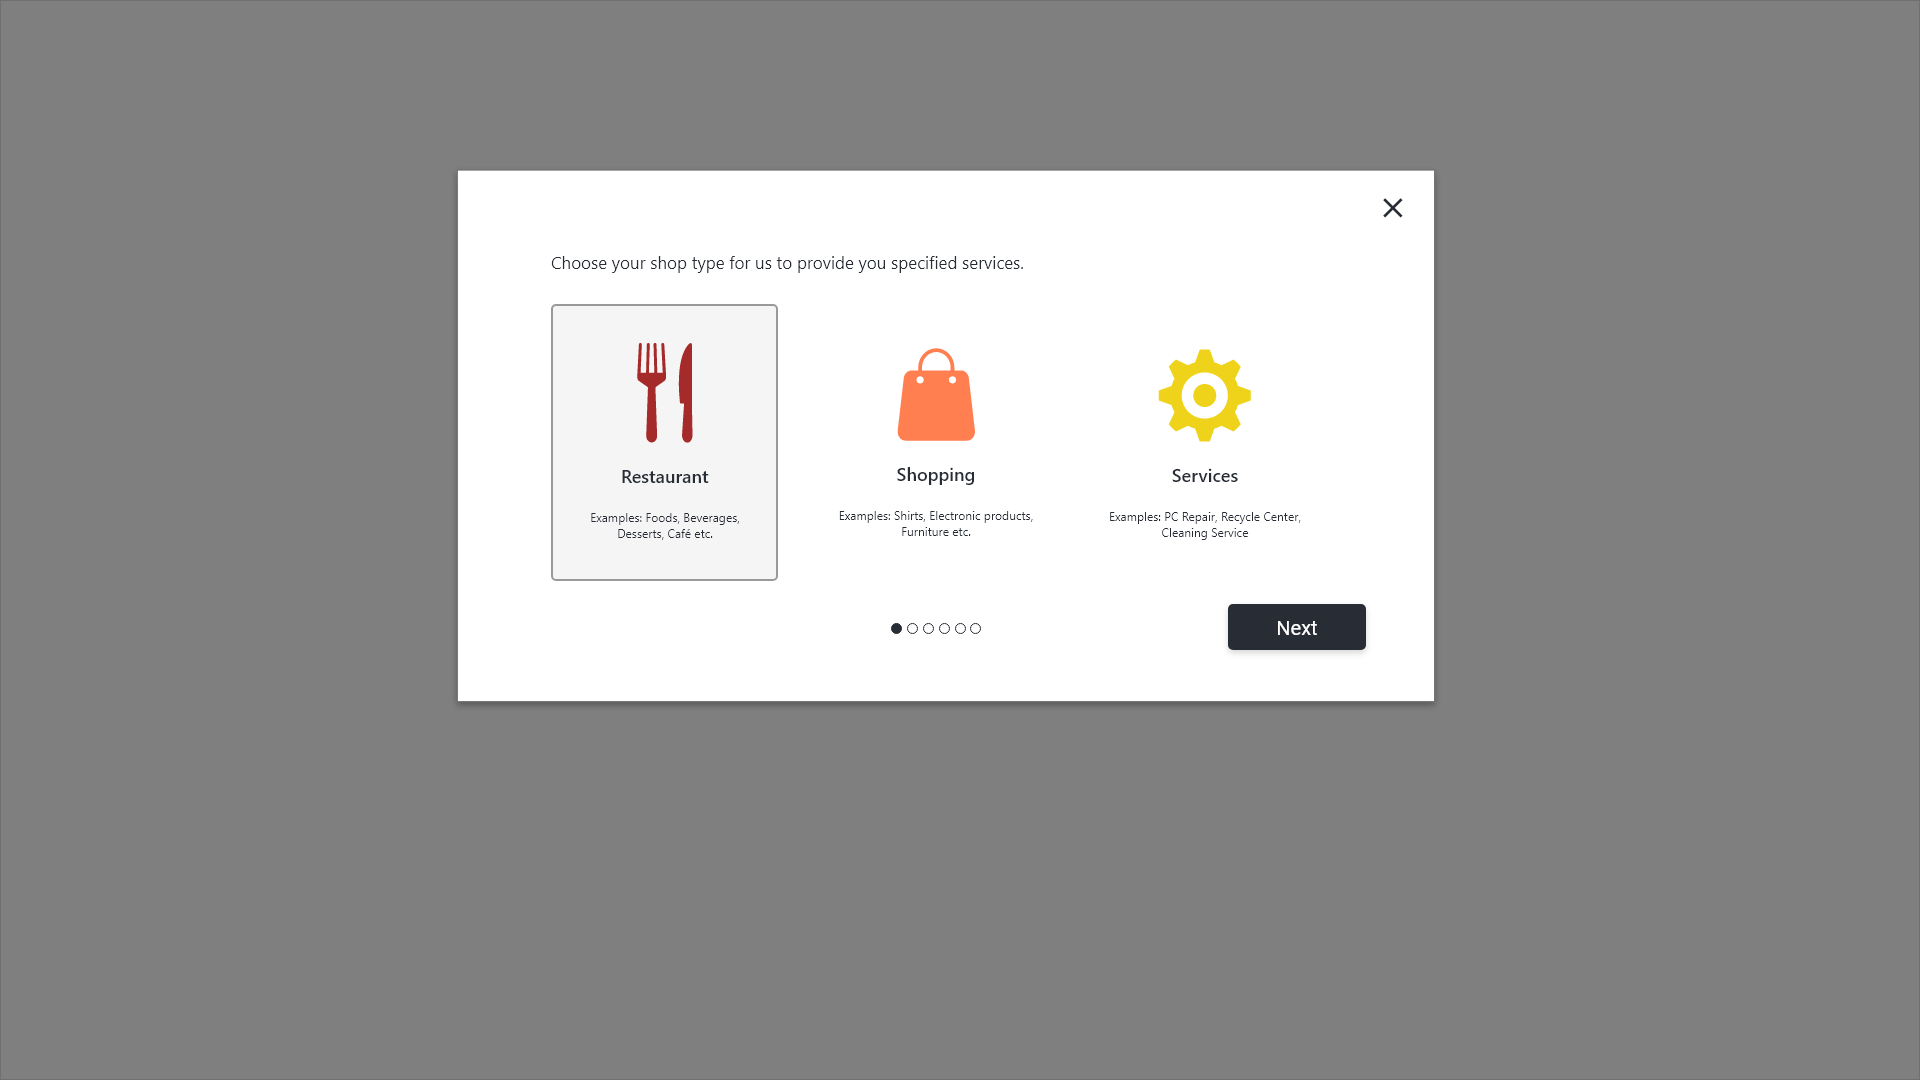 Choose your shop type for us to provide you specified services.
Restaurant
Examples: Foods, Beverages,
Desserts, Café etc.
Shopping
Examples: Shirts, Electronic products,
Furniture etc.
Services
Examples: PC Repair, Recycle Center,
Cleaning Service
Next